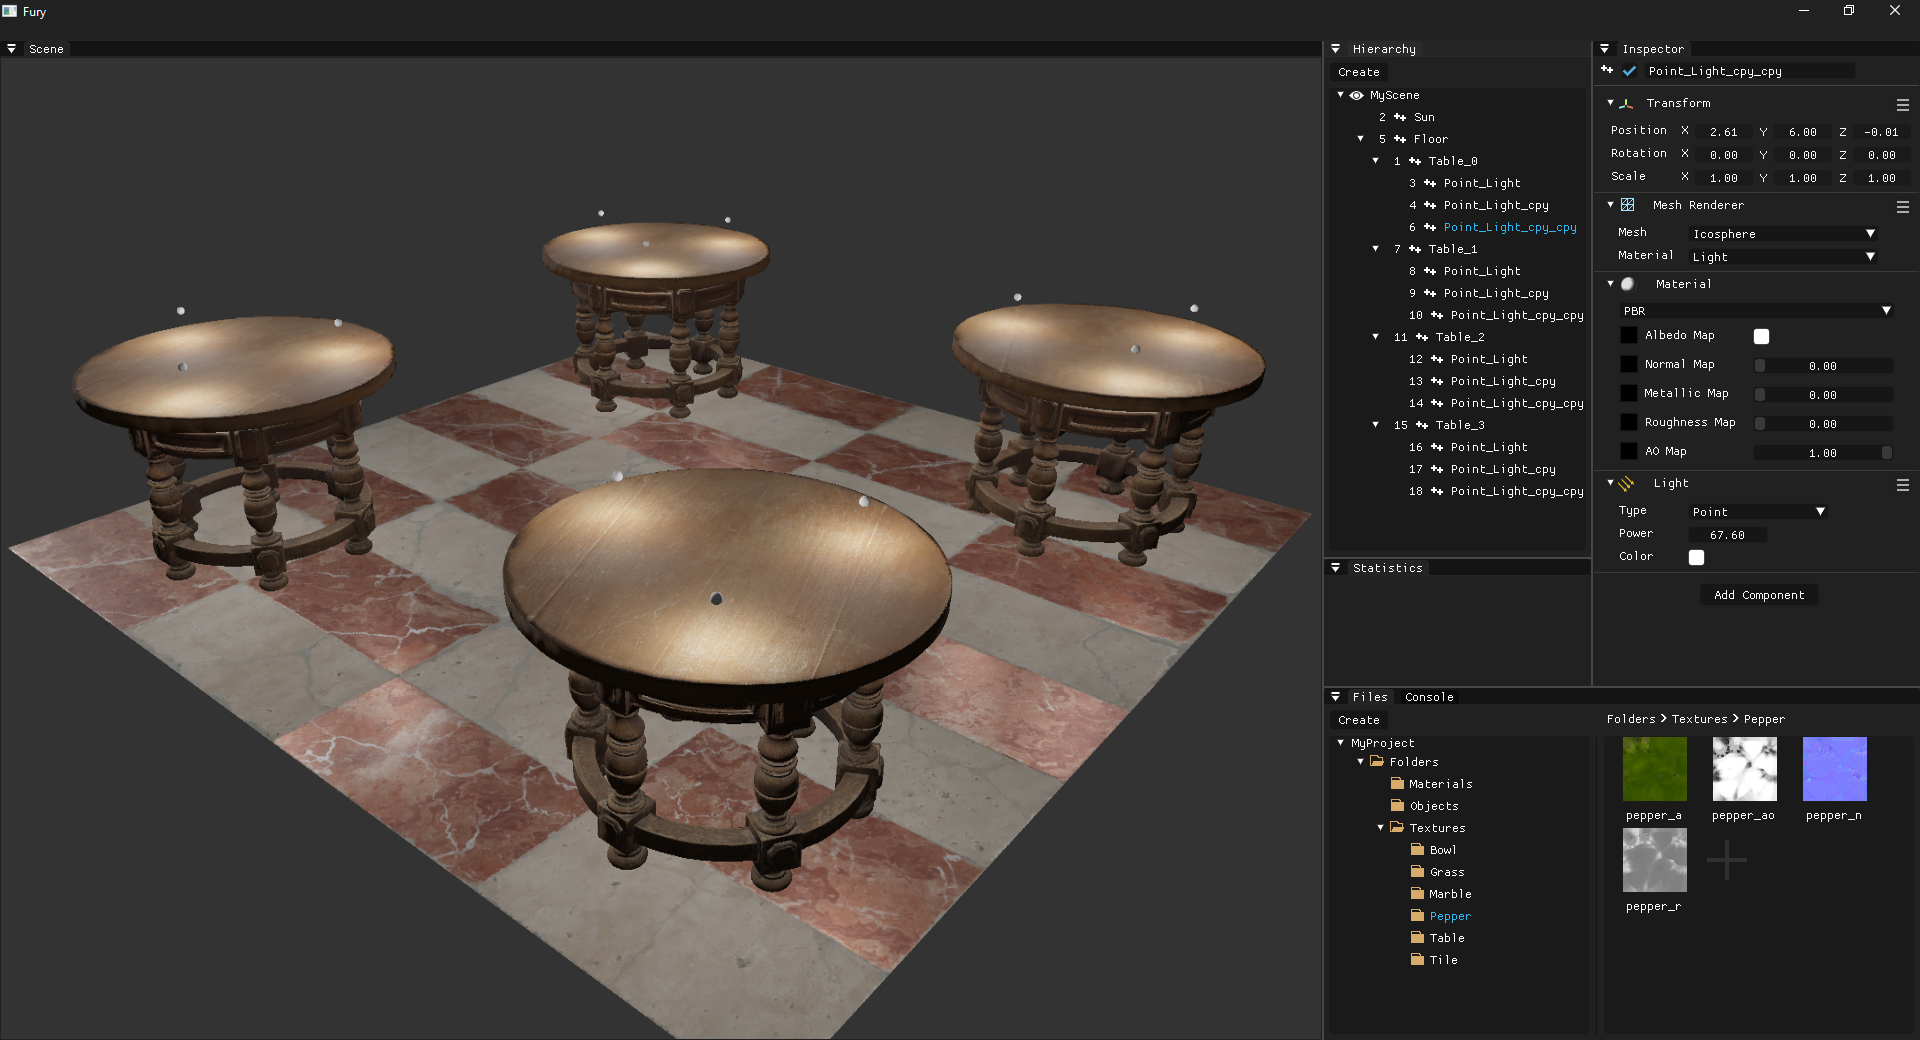 Fury
Scene
Hierarchy
Create
MyScene
2 Sun
5 Floor
1 Table_0
3 Point_Light
4 Point_Light_cpy
6 Point_Light_cpy_cpy
7 Table_1
8 Point_Light
9 Point_Light_cpy
10 Point_Light_cpy_cpy
11 Table_2
12 Point_Light
13 Point_Light_cpy
14 Point_Light_cpy_cpy
15 Table_3
16 Point_Light
17 Point_Light_cpy
18 Point_Light_cpy_cpy
Statistics
Inspector
Point_Light_cpy_cpy
Transform
Position X 2.61 Y 6.00 Z -0.01
Rotation X 0.00 Y 0.00 Z 0.00
Scale X 1.00 Y 1.00 Z 1.00
Mesh Renderer
Mesh Icosphere
Material Light
Material
PBR
Albedo Map
Normal Map 0.00
Metallic Map 0.00
Roughness Map 0.00
AO Map 1.00
Light
Type Point
Power 67.60
Color
Add Component
Files Console
Create
MyProject
Folders
Materials
Objects
Textures
Bowl
Grass
Marble
Pepper
Table
Tile
Folders > Textures > Pepper
pepper_a pepper_ao pepper_n
pepper_r